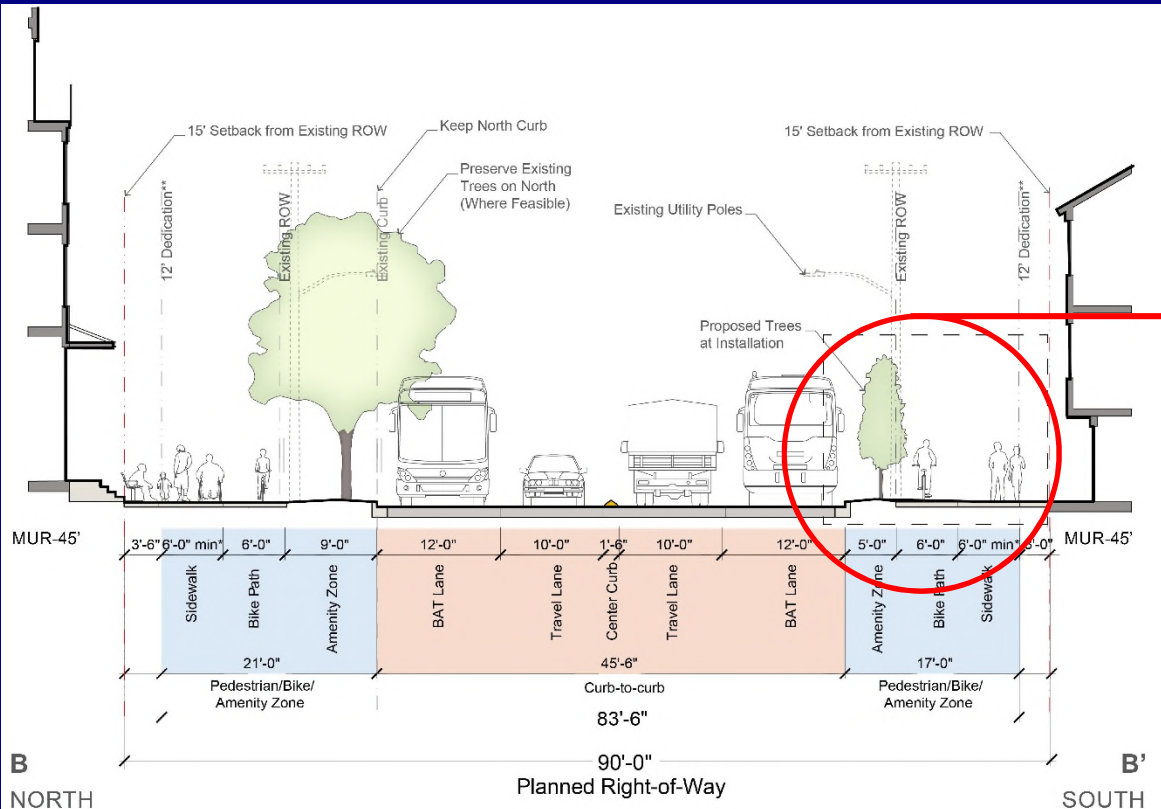 15' Setback from Existing ROW
Keep North Curb
15' Setback from Existing ROW
Preserve Existing
Trees on North
(Where Feasible)
12' Dedication**
Existing ROW
Existing Curb
Existing Utility Poles
Existing ROW
12' Dedication**
Proposed Trees
at Installation
MUR-45'
3'-6"
6'-0" min*
6'-0"
9'-0"
12'-0"
10'-0"
1'-6"
10'-0"
12'-0"
5'-0"
6'-0"
6'-0" min*
3'-0"
MUR-45'
Sidewalk
Bike Path
Amenity Zone
BAT Lane
Travel Lane
Center Curb
Travel Lane
BAT Lane
Amenity Zone
Bike Path
Sidewalk
21'-0"
45'-6"
17'-0"
Pedestrian/Bike/
Amenity Zone
Curb-to-curb
Pedestrian/Bike/
Amenity Zone
83'-6"
90'-0"
Planned Right-of-Way
B
NORTH
B'
SOUTH